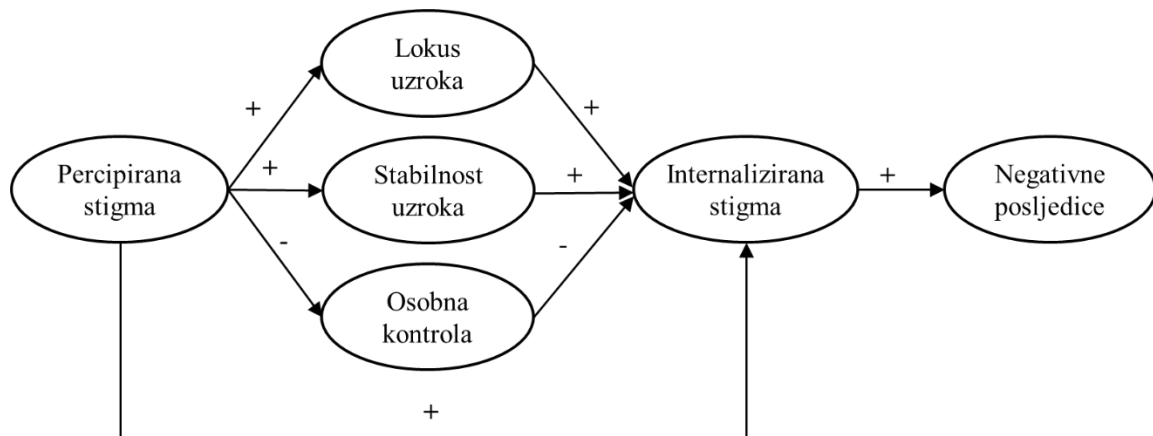 Lokus
uzroka
+
+
Percipirana
stigma
+
Stabilnost
uzroka
+
Internalizirana
stigma
+
Negativne
posljedice
-
-
Osobna
kontrola
+